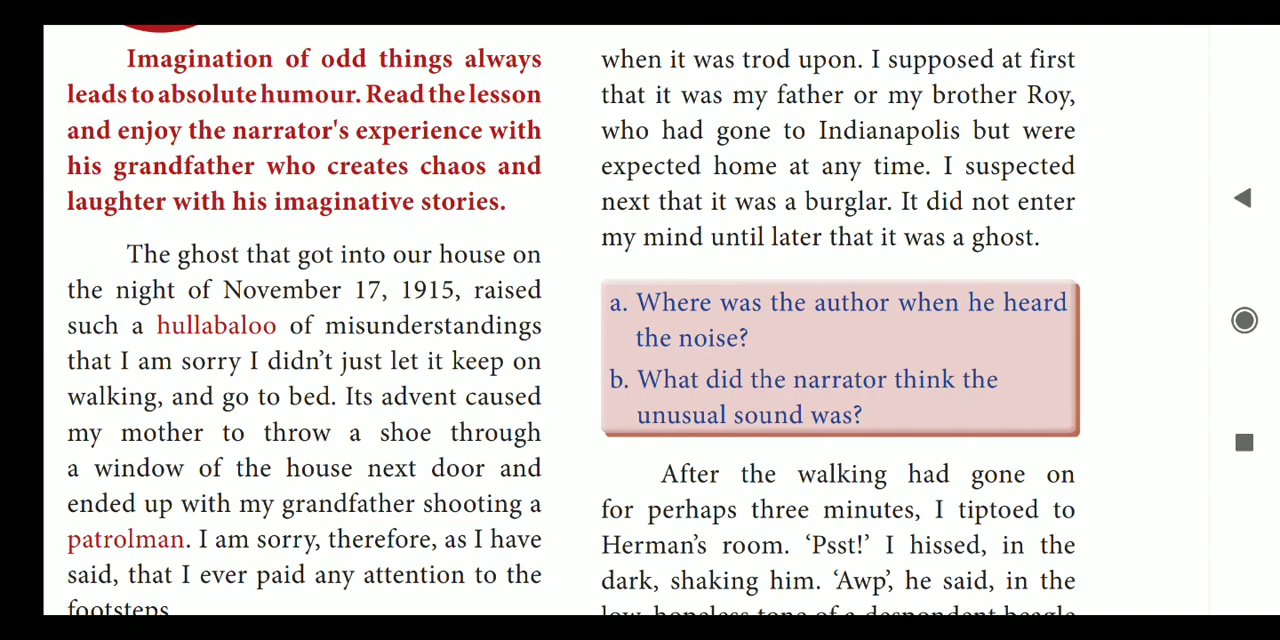 Imagination of odd things always
leads to absolute humour. Read the lesson
and enjoy the narrator's experience with
his grandfather who creates chaos and
laughter with his imaginative stories.
The ghost that got into our house on
the night of November 17, 1915, raised
such a hullabaloo of misunderstandings
that I am sorry I didn’t just let it keep on
walking, and go to bed. Its advent caused
my mother to throw a shoe through
a window of the house next door and
ended up with my grandfather shooting a
patrolman. I am sorry, therefore, as I have
said, that I ever paid any attention to the
footsteps
when it was trod upon. I supposed at first
that it was my father or my brother Roy,
who had gone to Indianapolis but were
expected home at any time. I suspected
next that it was a burglar. It did not enter
my mind until later that it was a ghost.
a. Where was the author when he heard
the noise?
b. What did the narrator think the
unusual sound was?
After the walking had gone on
for perhaps three minutes, I tiptoed to
Herman’s room. ‘Psst!’ I hissed, in the
dark, shaking him. ‘Awp’, he said, in the
low, hopeless tone of a despondent beagle